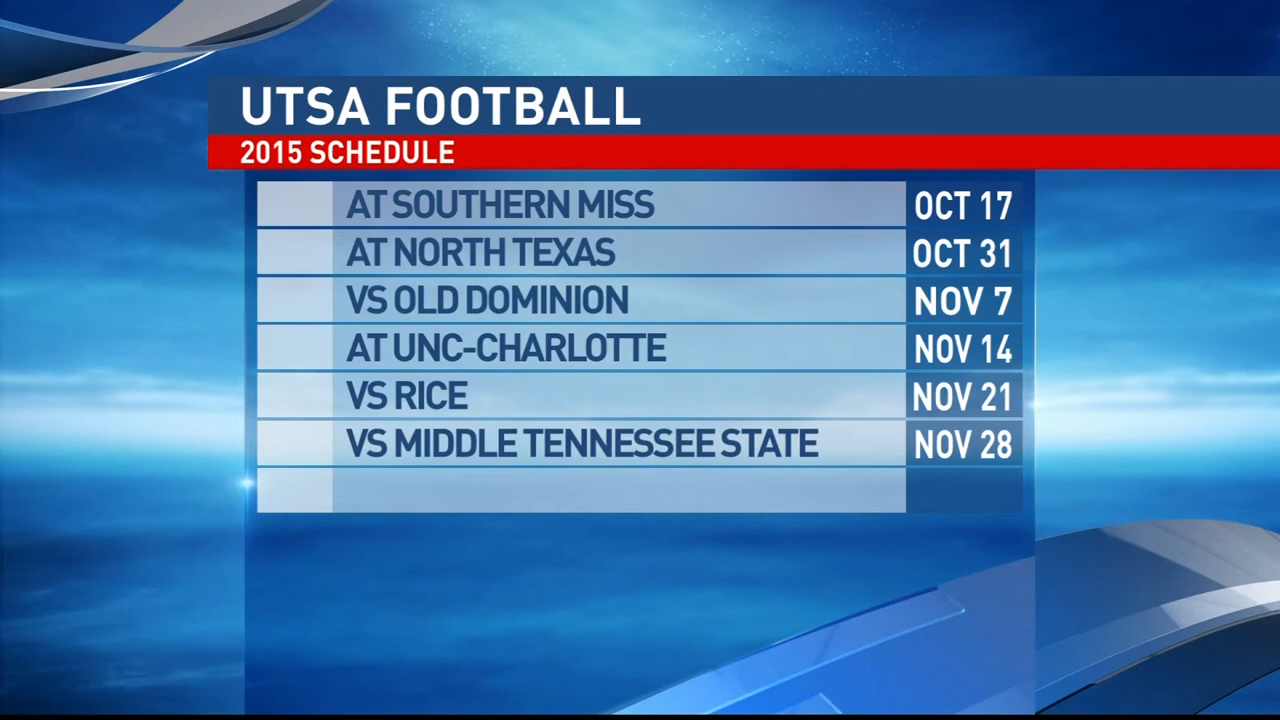 UTSA FOOTBALL
2015 SCHEDULE
AT SOUTHERN MISS OCT 17
AT NORTH TEXAS OCT 31
VS OLD DOMINION NOV 7
AT UNC-CHARLOTTE NOV 14
VS RICE NOV 21
VS MIDDLE TENNESSEE STATE NOV 28